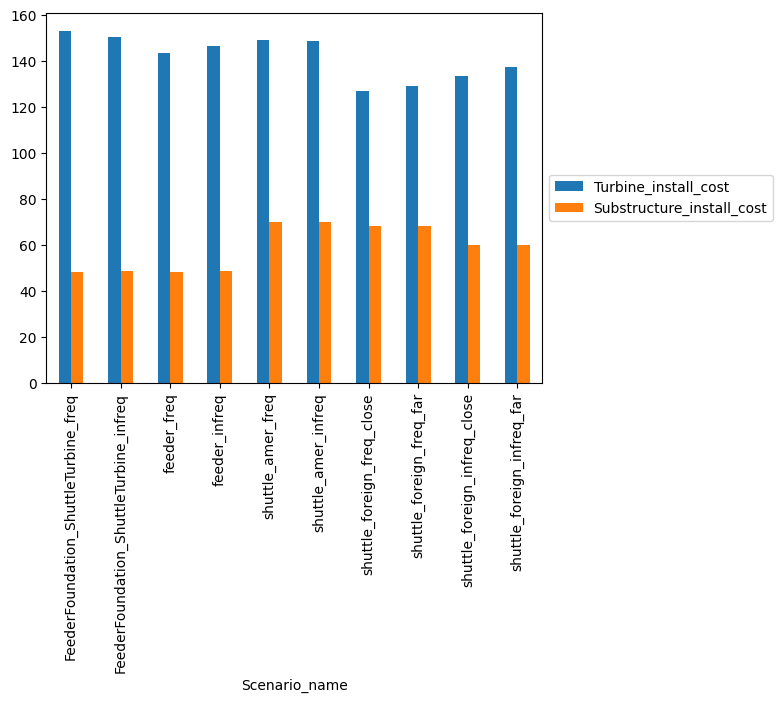 160
140
120
100
80
60
40
20
0
Turbine_install_cost
Substructure_install_cost
FeederFoundation_ShuttleTurbine_freq
FeederFoundation_ShuttleTurbine_infreq
feeder_freq
feeder_infreq
shuttle_amer_freq
shuttle_amer_infreq
shuttle_foreign_freq_close
shuttle_foreign_freq_far
shuttle_foreign_infreq_close
shuttle_foreign_infreq_far
Scenario_name